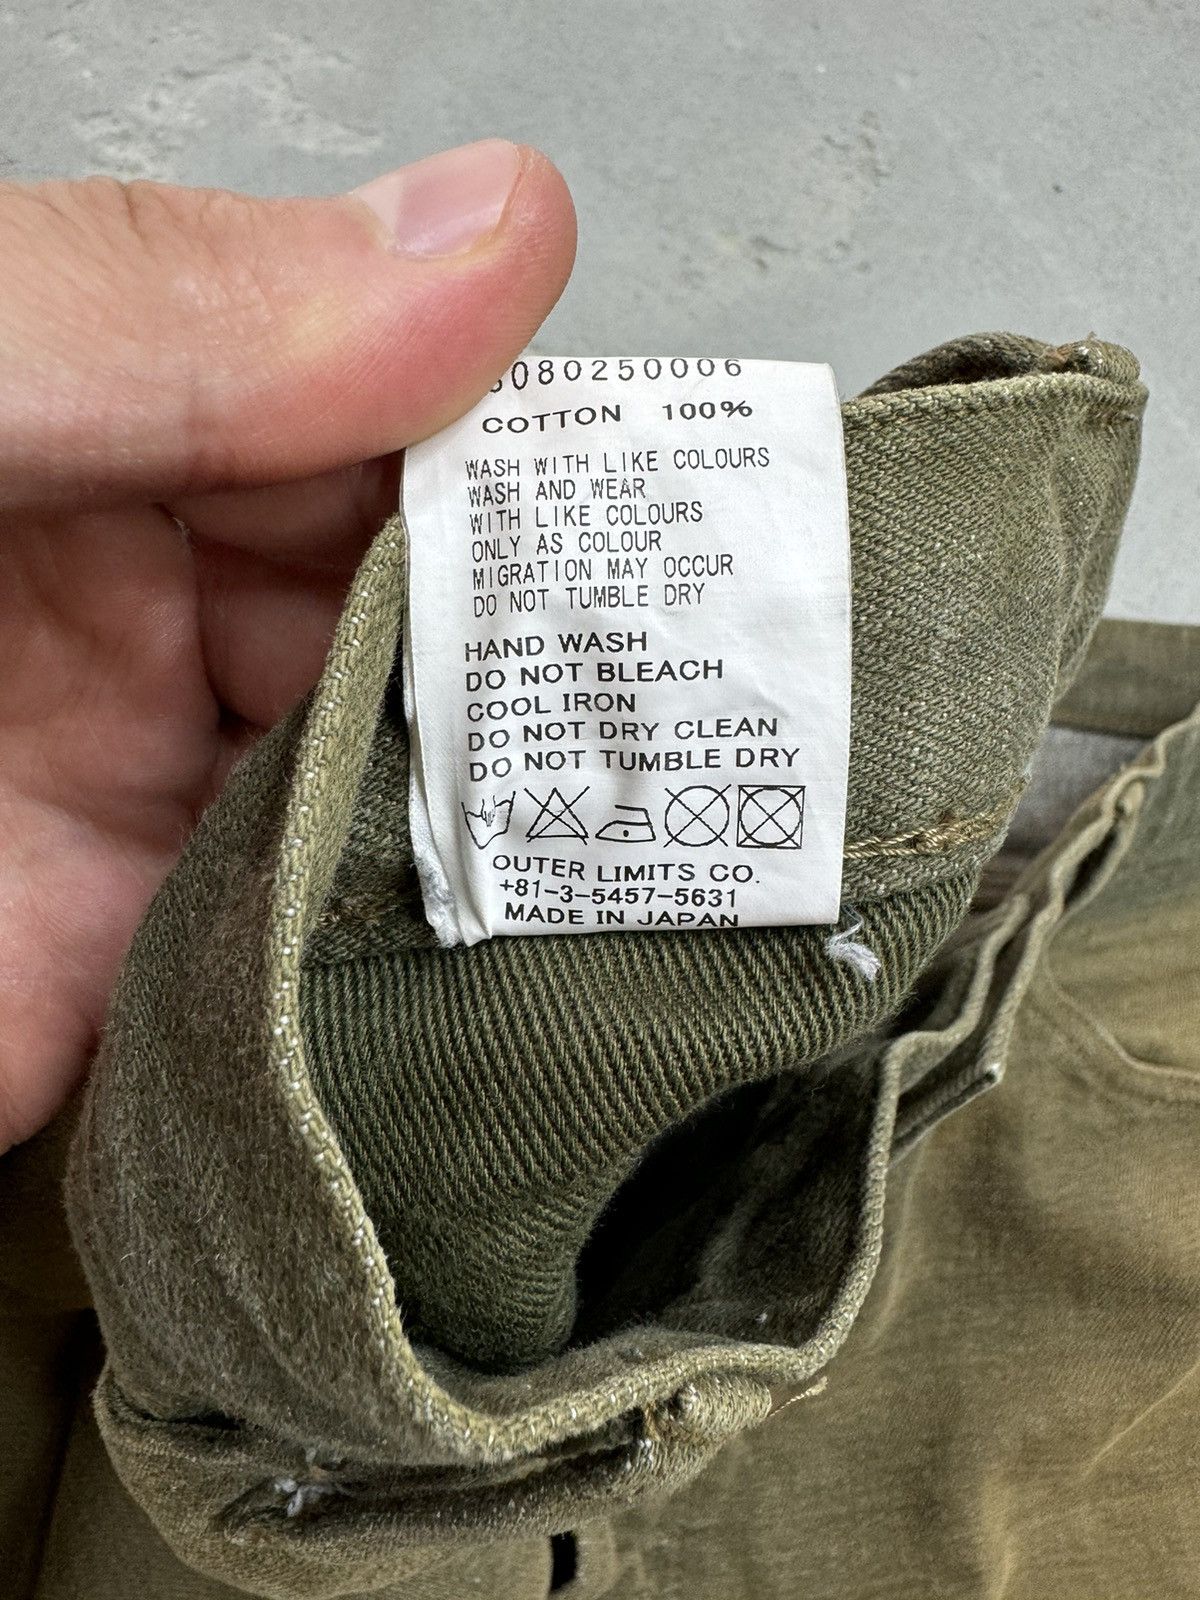 080250006
COTTON 100%
WASH WITH LIKE COLOURS
WASH AND WEAR
WITH LIKE COLOURS
ONLY AS COLOUR
MIGRATION MAY OCCUR
DO NOT TUMBLE DRY
HAND WASH
DO NOT BLEACH
COOL IRON
DO NOT DRY CLEAN
DO NOT TUMBLE DRY
OUTER LIMITS CO.
+81-3-5457-5631
MADE IN JAPAN